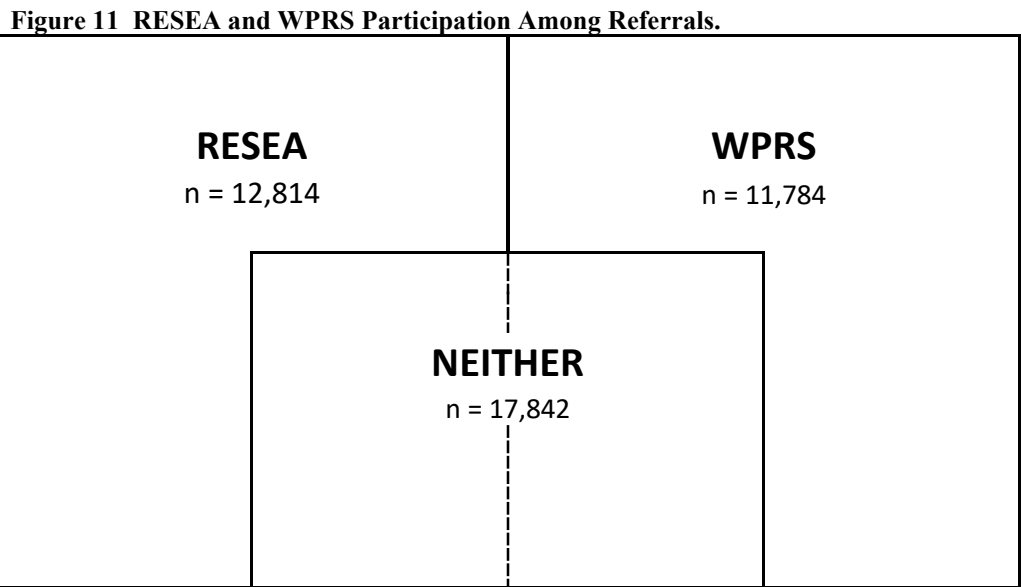 Figure 11 RESEA and WPRS Participation Among Referrals.
RESEA
n = 12,814
WPRS
n = 11,784
NEITHER
n = 17,842